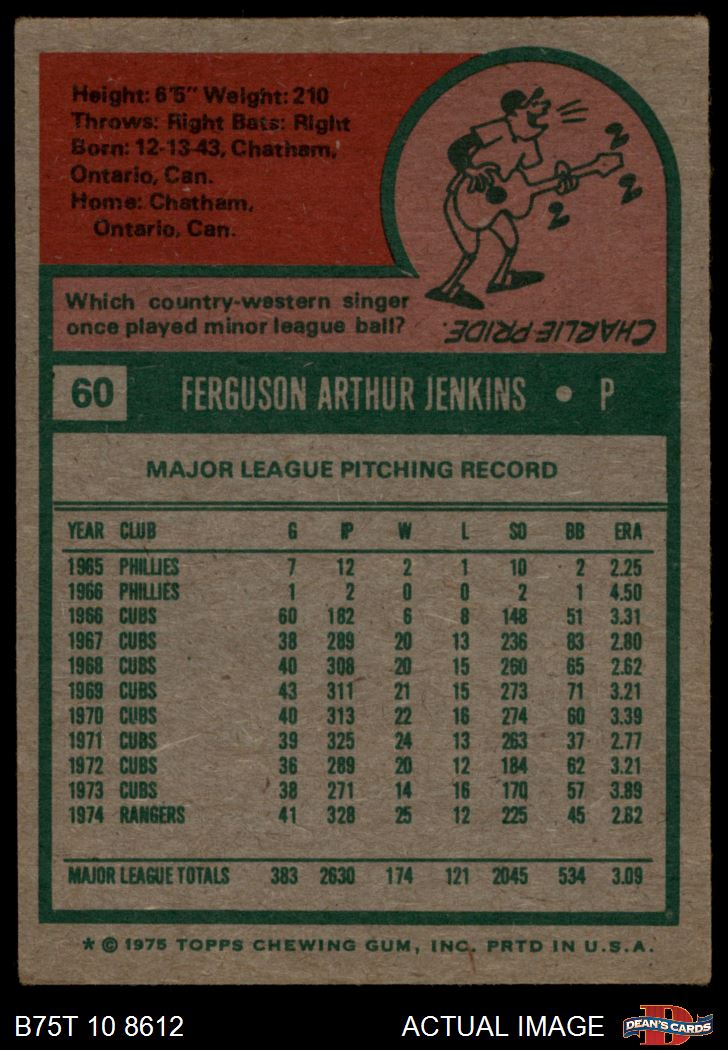 Height: 6'5" Weight: 210
Throws: Right Bats: Right
Born: 12-13-43, Chatham,
Ontario, Can.
Home: Chatham,
Ontario, Can.
Z
Z
Z
Which country-western singer
once played minor league ball?
CHARLIE PRIDE.
60 FERGUSON ARTHUR JENKINS • P
MAJOR LEAGUE PITCHING RECORD
YEAR CLUB G IP W L SO BB ERA
1965 PHILLIES 7 12 2 1 10 2 2.25
1966 PHILLIES 1 2 0 0 2 1 4.50
1966 CUBS 60 182 6 8 148 51 3.31
1967 CUBS 38 289 20 13 236 83 2.80
1968 CUBS 40 308 20 15 260 65 2.62
1969 CUBS 43 311 21 15 273 71 3.21
1970 CUBS 40 313 22 16 274 60 3.39
1971 CUBS 39 325 24 13 263 37 2.77
1972 CUBS 36 289 20 12 184 62 3.21
1973 CUBS 38 271 14 16 170 57 3.89
1974 RANGERS 41 328 25 12 225 45 2.82
MAJOR LEAGUE TOTALS 383 2630 174 121 2045 534 3.09
* © 1975 TOPPS CHEWING GUM, INC. PRTD IN U.S.A.
B75T 10 8612 ACTUAL IMAGE
D
DEAN'S CARDS